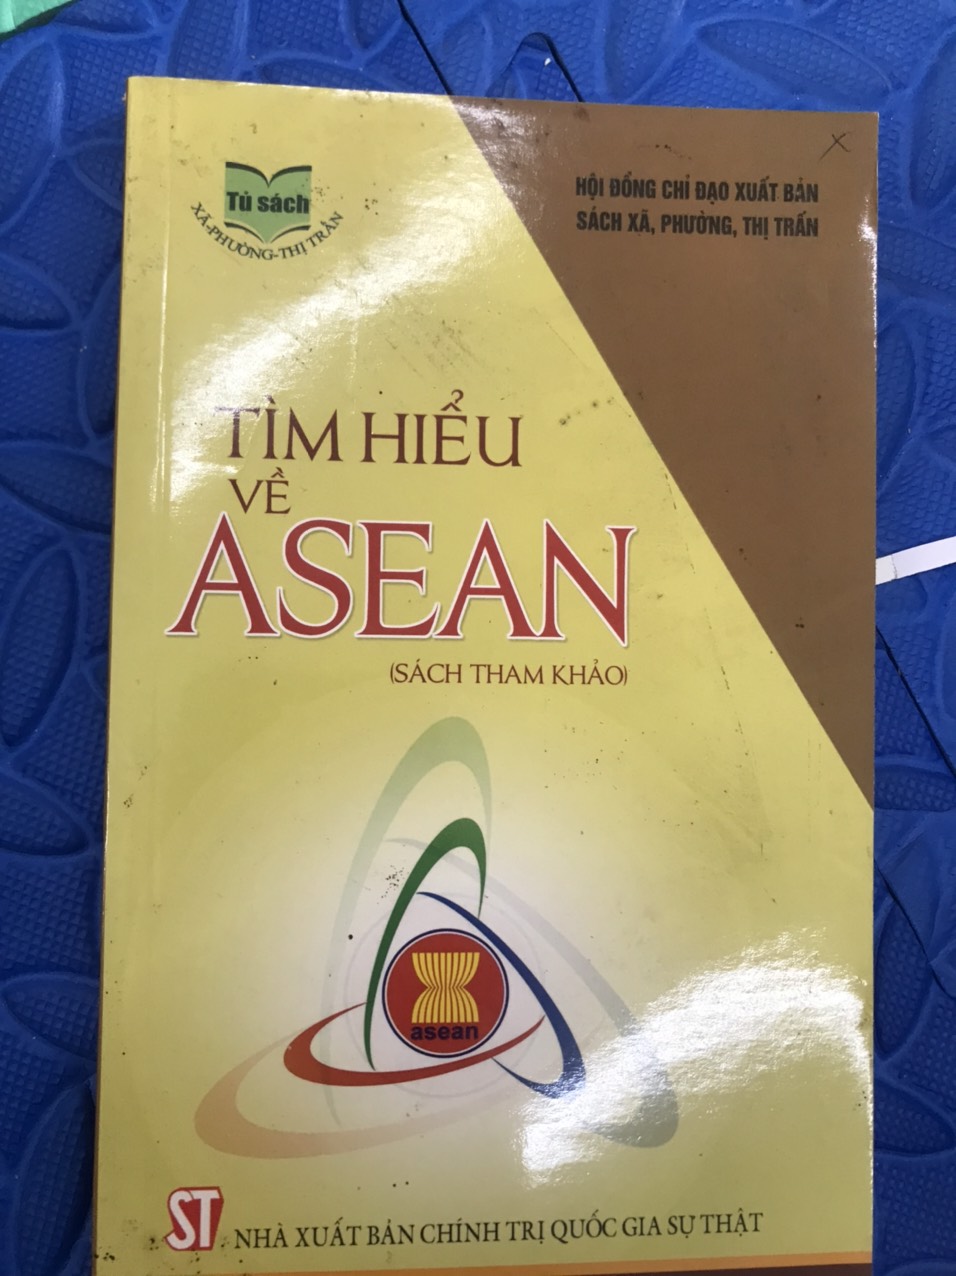 Tủ sách
XÃ-PHƯỜNG-THỊ TRẤN
HỘI ĐỒNG CHỈ ĐẠO XUẤT BẢN
SÁCH XÃ, PHƯỜNG, THỊ TRẤN
TÌM HIỂU
VỀ
ASEAN
(SÁCH THAM KHẢO)
asean
ST
NHÀ XUẤT BẢN CHÍNH TRỊ QUỐC GIA SỰ THẬT